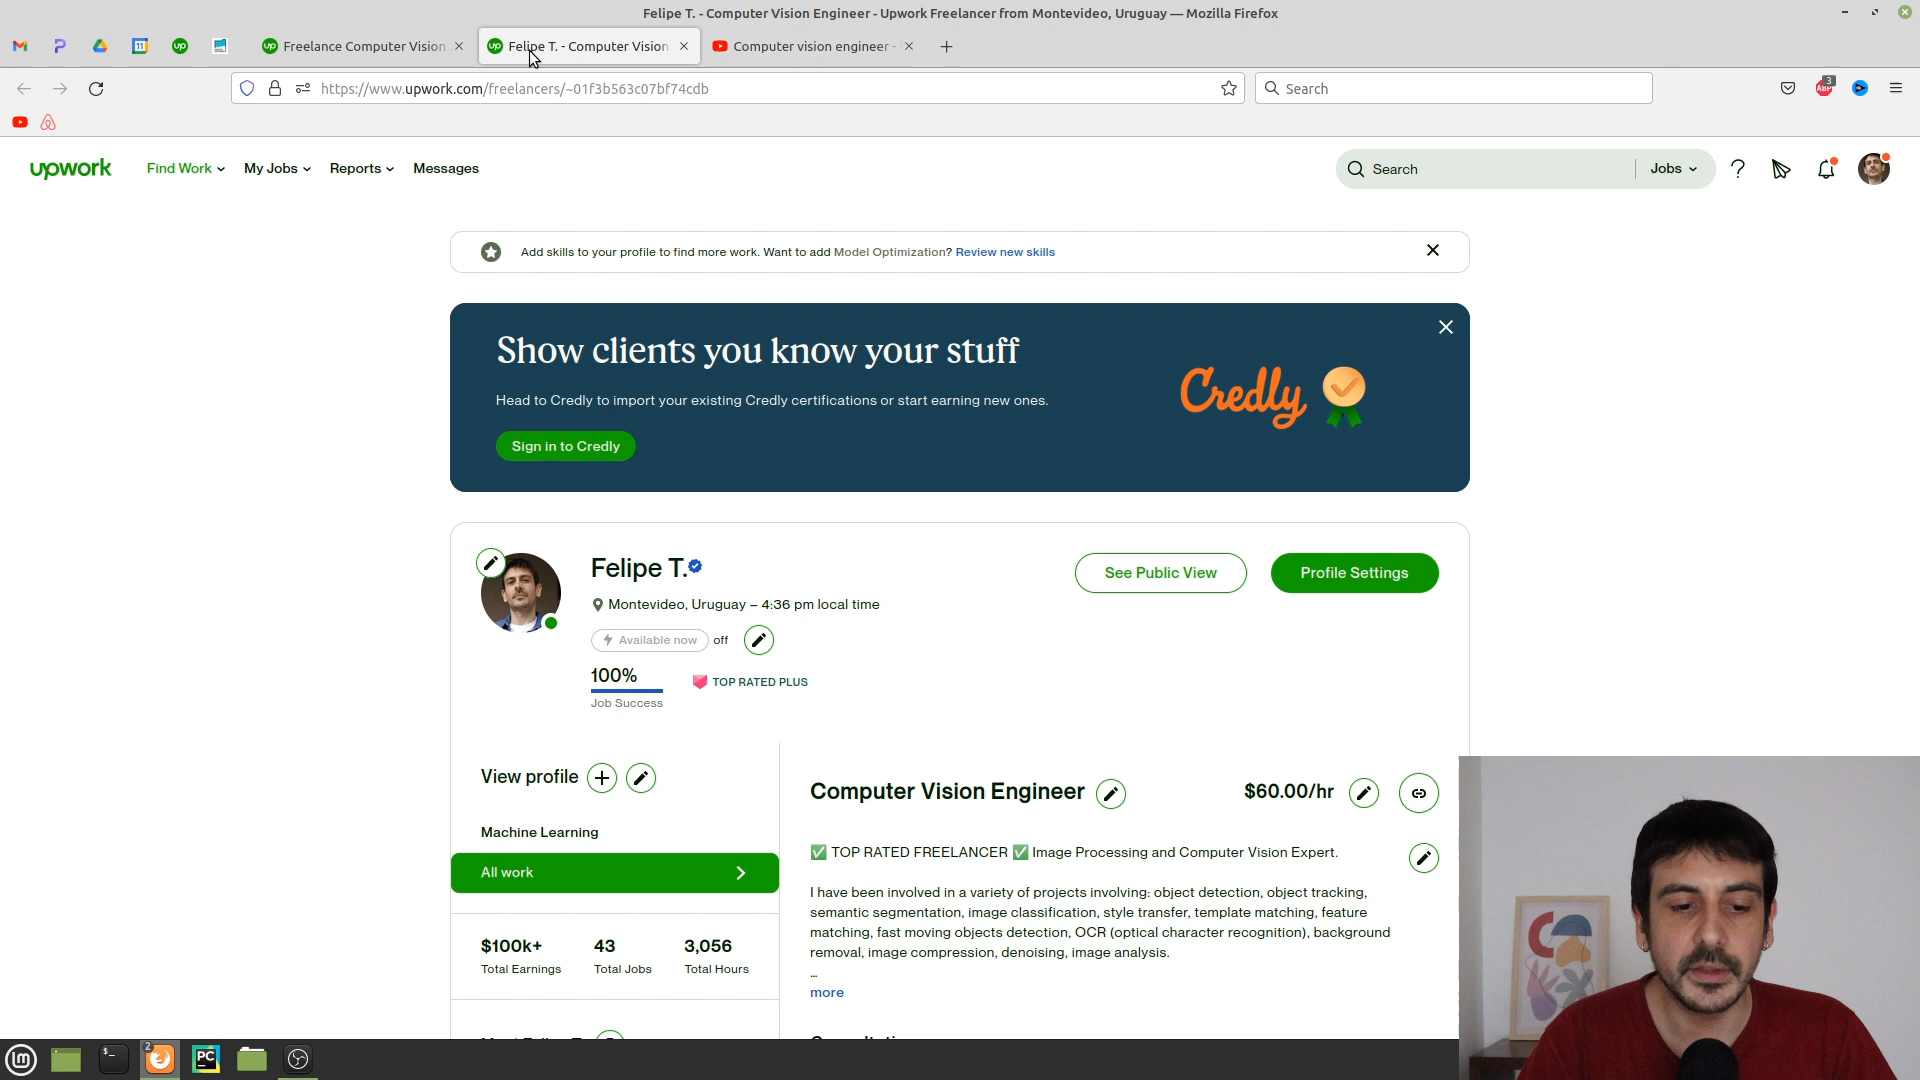 Felipe T. - Computer Vision Engineer - Upwork Freelancer from Montevideo, Uruguay — Mozilla Firefox
Freelance Computer Vision
Felipe T. - Computer Vision
Computer vision engineer -
https://www.upwork.com/freelancers/~01f3b563c07bf74cdb
Search
3
ABP
upwork
Find Work
My Jobs
Reports
Messages
Search
Jobs
Add skills to your profile to find more work. Want to add Model Optimization? Review new skills
Show clients you know your stuff
Head to Credly to import your existing Credly certifications or start earning new ones.
Sign in to Credly
Credly
Felipe T.
Montevideo, Uruguay – 4:36 pm local time
Available now off
100%
Job Success
TOP RATED PLUS
See Public View
Profile Settings
View profile
Machine Learning
All work
$100k+
Total Earnings
43
Total Jobs
3,056
Total Hours
Computer Vision Engineer
$60.00/hr
✅ TOP RATED FREELANCER ✅ Image Processing and Computer Vision Expert.
I have been involved in a variety of projects involving: object detection, object tracking,
semantic segmentation, image classification, style transfer, template matching, feature
matching, fast moving objects detection, OCR (optical character recognition), background
removal, image compression, denoising, image analysis.
...
more
2
PC